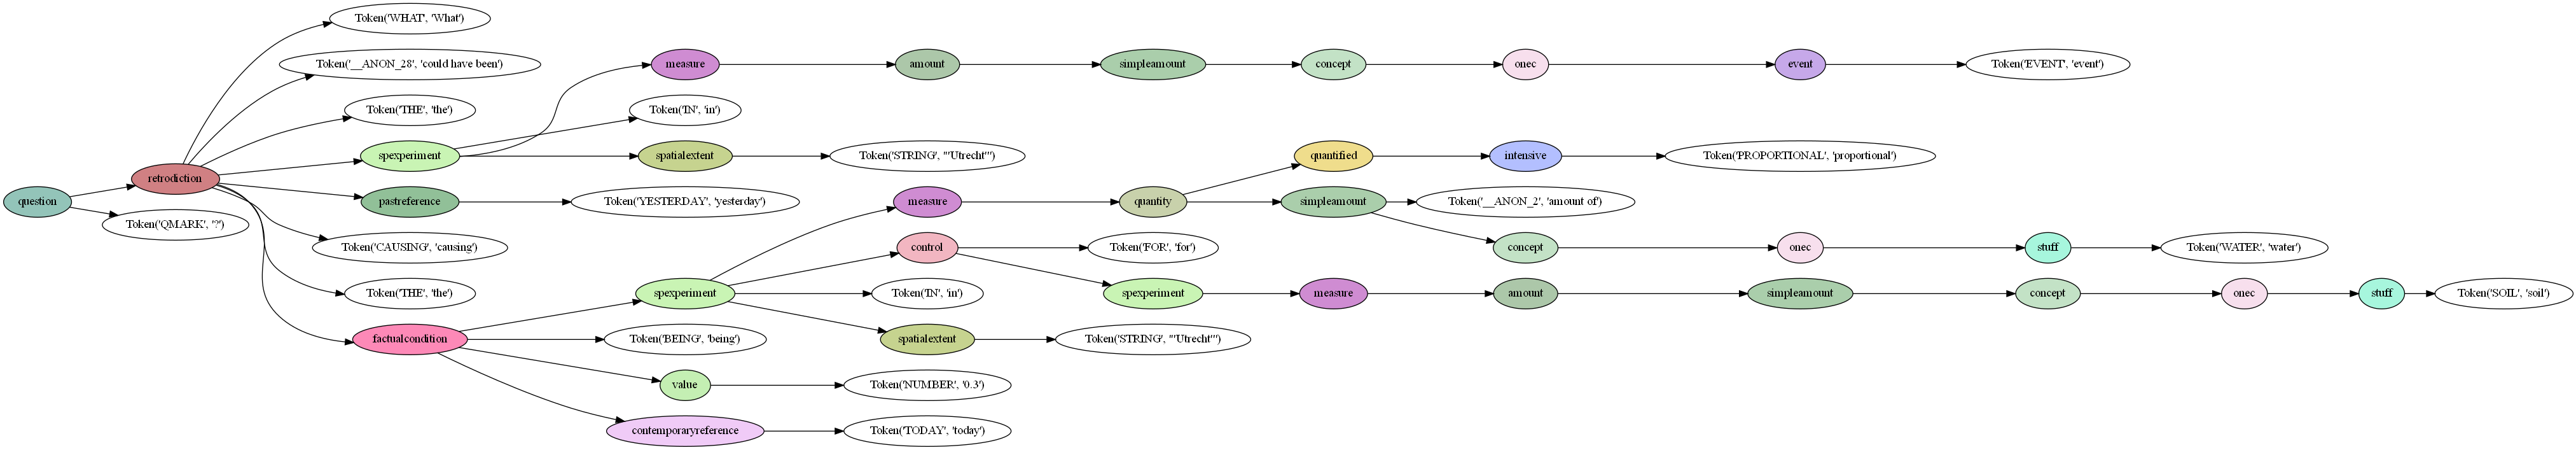 Token('WHAT', 'What')
Token('__ANON_28', 'could have been')
measure amount simpleamount concept onec event Token('EVENT', 'event')
Token('THE', 'the') Token('IN', 'in')
spexperiment spatialextent Token('STRING', "'Utrecht'") quantified intensive Token('PROPORTIONAL', 'proportional')
retrodiction
question pastreference Token('YESTERDAY', 'yesterday') measure quantity simpleamount Token('__ANON_2', 'amount of')
Token('QMARK', '?')
Token('CAUSING', 'causing') control Token('FOR', 'for') concept onec stuff Token('WATER', 'water')
Token('THE', 'the') spexperiment Token('IN', 'in') spexperiment measure amount simpleamount concept onec stuff Token('SOIL', 'soil')
factualcondition Token('BEING', 'being') spatialextent Token('STRING', "'Utrecht'")
value Token('NUMBER', '0.3')
contemporaryreference Token('TODAY', 'today')